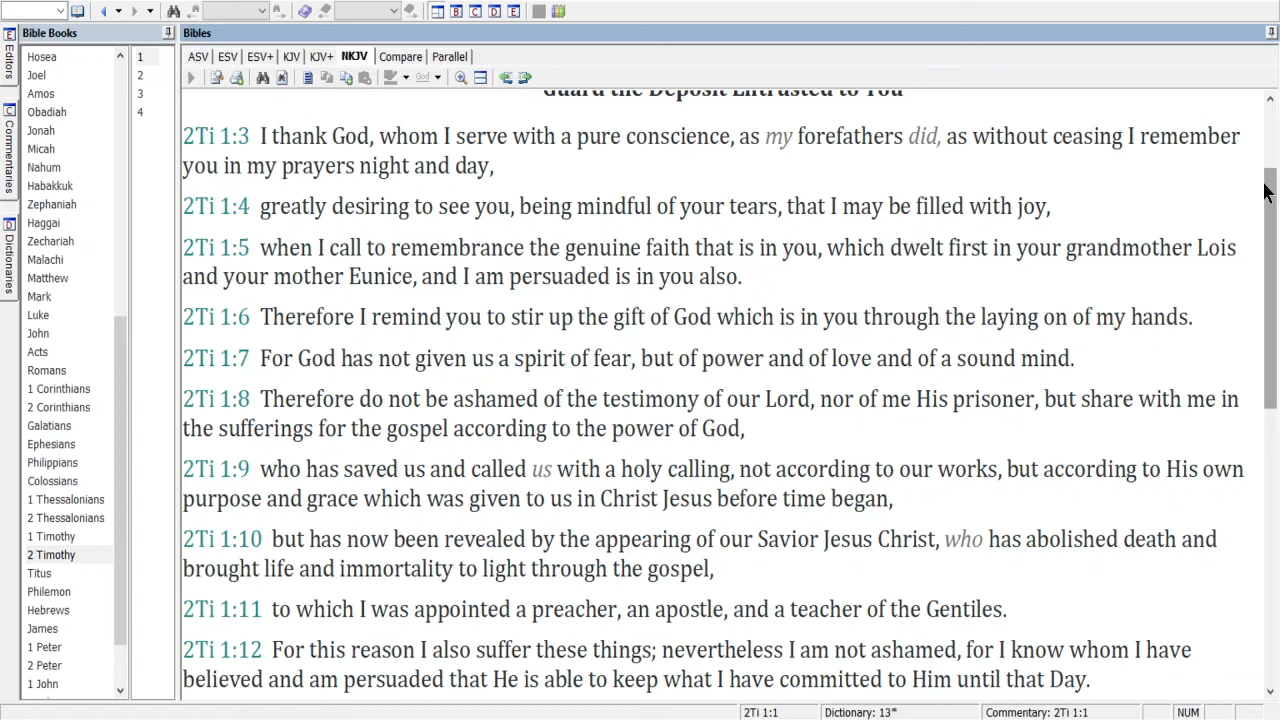 Bible Books
Bibles
Editors
Commentaries
Dictionaries
Hosea
Joel
Amos
Obadiah
Jonah
Micah
Nahum
Habakkuk
Zephaniah
Haggai
Zechariah
Malachi
Matthew
Mark
Luke
John
Acts
Romans
1 Corinthians
2 Corinthians
Galatians
Ephesians
Philippians
Colossians
1 Thessalonians
2 Thessalonians
1 Timothy
2 Timothy
Titus
Philemon
Hebrews
James
1 Peter
2 Peter
1 John
1
2
3
4
ASV ESV ESV+ KJV KJV+ NKJV Compare Parallel
Guard the Deposit Entrusted to You
2Ti 1:3 I thank God, whom I serve with a pure conscience, as my forefathers did, as without ceasing I remember
you in my prayers night and day,
2Ti 1:4 greatly desiring to see you, being mindful of your tears, that I may be filled with joy,
2Ti 1:5 when I call to remembrance the genuine faith that is in you, which dwelt first in your grandmother Lois
and your mother Eunice, and I am persuaded is in you also.
2Ti 1:6 Therefore I remind you to stir up the gift of God which is in you through the laying on of my hands.
2Ti 1:7 For God has not given us a spirit of fear, but of power and of love and of a sound mind.
2Ti 1:8 Therefore do not be ashamed of the testimony of our Lord, nor of me His prisoner, but share with me in
the sufferings for the gospel according to the power of God,
2Ti 1:9 who has saved us and called us with a holy calling, not according to our works, but according to His own
purpose and grace which was given to us in Christ Jesus before time began,
2Ti 1:10 but has now been revealed by the appearing of our Savior Jesus Christ, who has abolished death and
brought life and immortality to light through the gospel,
2Ti 1:11 to which I was appointed a preacher, an apostle, and a teacher of the Gentiles.
2Ti 1:12 For this reason I also suffer these things; nevertheless I am not ashamed, for I know whom I have
believed and am persuaded that He is able to keep what I have committed to Him until that Day.
2Ti 1:1 Dictionary: 13* Commentary: 2Ti 1:1 NUM